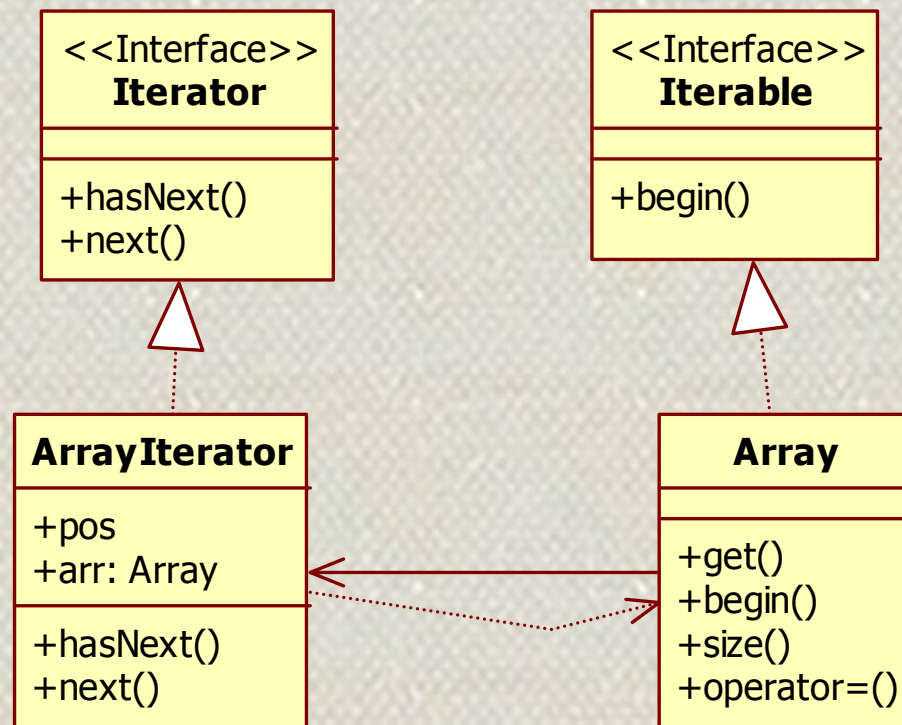 <<Interface>>
Iterator
+hasNext()
+next()
<<Interface>>
Iterable
+begin()
ArrayIterator
+pos
+arr: Array
+hasNext()
+next()
Array
+get()
+begin()
+size()
+operator=()